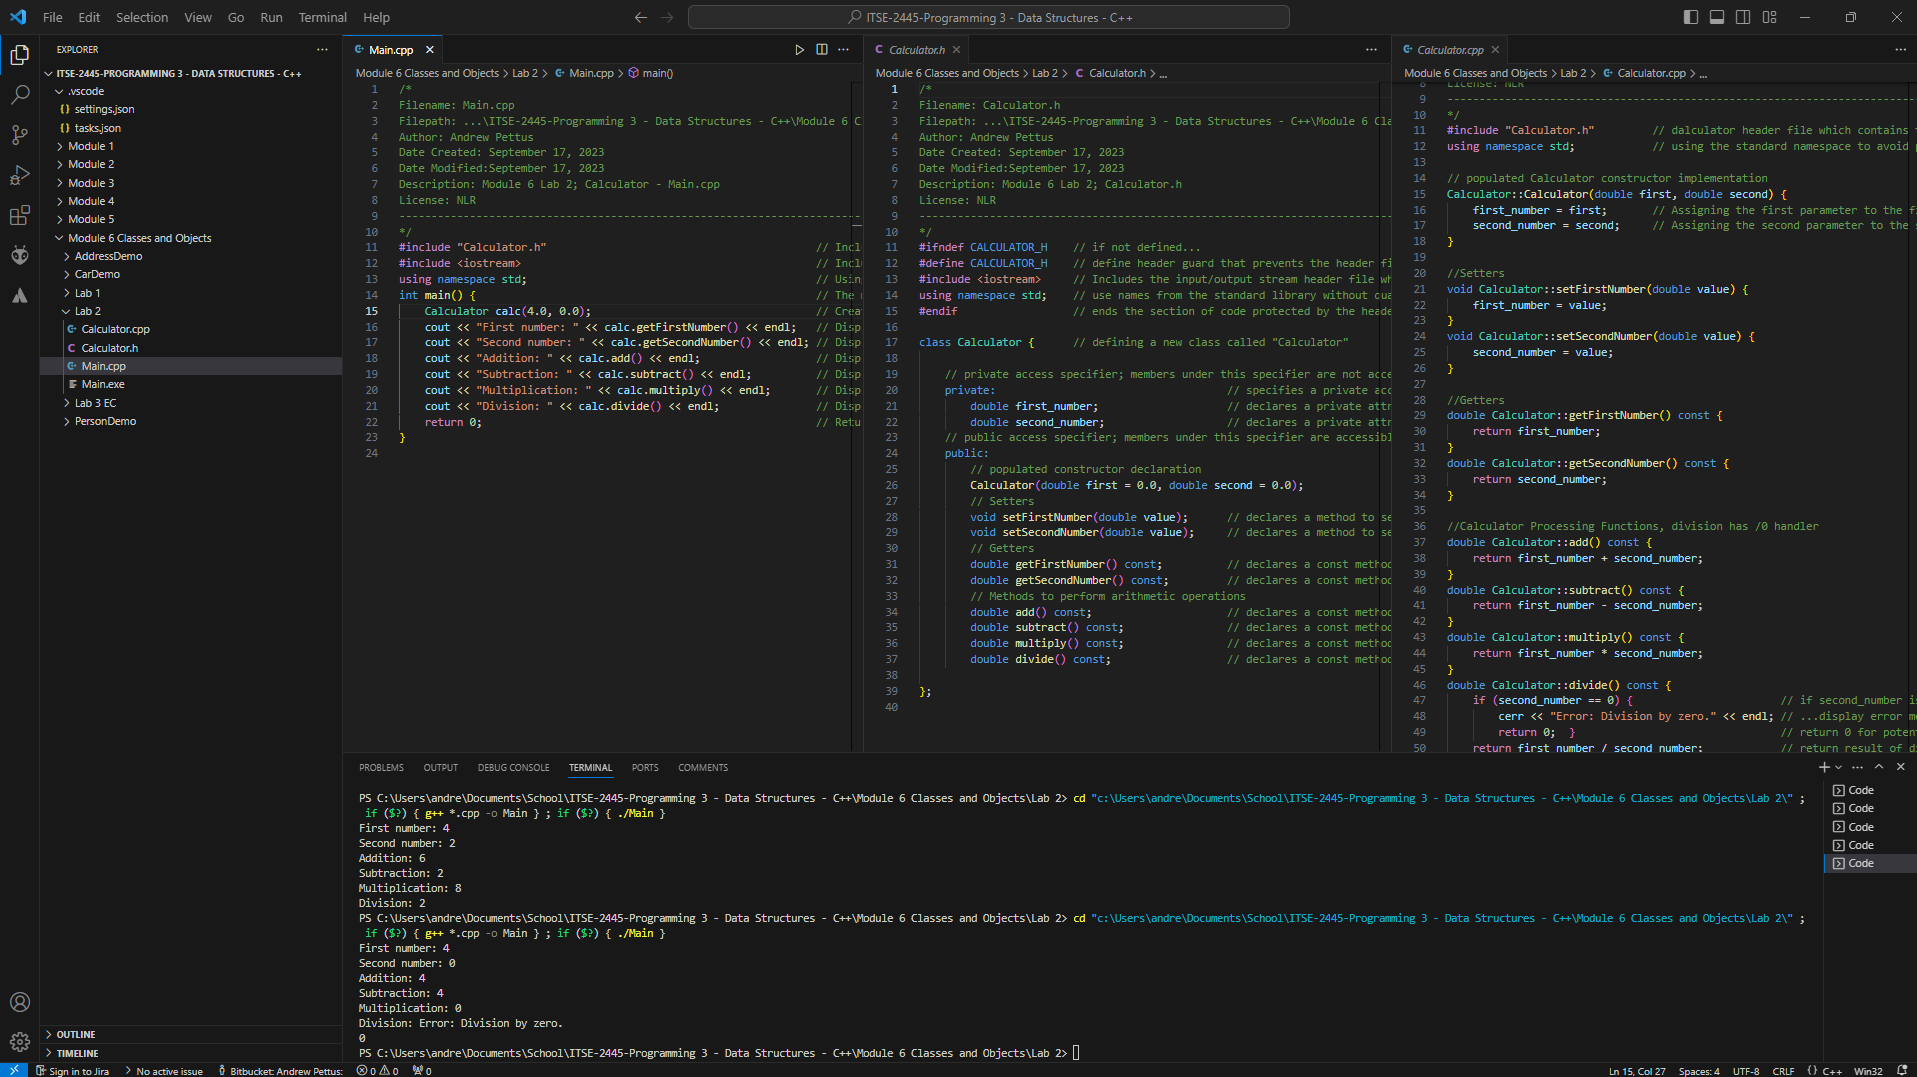 File Edit Selection View Go Run Terminal Help
ITSE-2445-Programming 3 - Data Structures - C++
EXPLORER
ITSE-2445-PROGRAMMING 3 - DATA STRUCTURES - C++
.vscode
settings.json
tasks.json
Module 1
Module 2
Module 3
Module 4
Module 5
Module 6 Classes and Objects
AddressDemo
CarDemo
Lab 1
Lab 2
Calculator.cpp
Calculator.h
Main.cpp
Main.exe
Lab 3 EC
PersonDemo
OUTLINE
TIMELINE
Main.cpp
Module 6 Classes and Objects > Lab 2 > Main.cpp > main()
1 /*
2 Filename: Main.cpp
3 Filepath: ...\ITSE-2445-Programming 3 - Data Structures - C++\Module 6 C
4 Author: Andrew Pettus
5 Date Created: September 17, 2023
6 Date Modified:September 17, 2023
7 Description: Module 6 Lab 2; Calculator - Main.cpp
8 License: NLR
9 ------------------------------------------------------------------------
10 */
11 #include "Calculator.h" // Incl
12 #include <iostream> // Incl
13 using namespace std; // Usin
14 int main() { // The
15 Calculator calc(4.0, 0.0); // Crea
16 cout << "First number: " << calc.getFirstNumber() << endl; // Disp
17 cout << "Second number: " << calc.getSecondNumber() << endl; // Disp
18 cout << "Addition: " << calc.add() << endl; // Disp
19 cout << "Subtraction: " << calc.subtract() << endl; // Disp
20 cout << "Multiplication: " << calc.multiply() << endl; // Disp
21 cout << "Division: " << calc.divide() << endl; // Disp
22 return 0; // Retu
23 }
24
Calculator.h
Module 6 Classes and Objects > Lab 2 > Calculator.h > ...
1 /*
2 Filename: Calculator.h
3 Filepath: ...\ITSE-2445-Programming 3 - Data Structures - C++\Module 6 Cla
4 Author: Andrew Pettus
5 Date Created: September 17, 2023
6 Date Modified:September 17, 2023
7 Description: Module 6 Lab 2; Calculator.h
8 License: NLR
9 --------------------------------------------------------------------------
10 */
11 #ifndef CALCULATOR_H // if not defined...
12 #define CALCULATOR_H // define header guard that prevents the header fi
13 #include <iostream> // Includes the input/output stream header file wh
14 using namespace std; // use names from the standard library without cua
15 #endif // ends the section of code protected by the heade
16
17 class Calculator { // defining a new class called "Calculator"
18
19 // private access specifier; members under this specifier are not acce
20 private: // specifies a private acc
21 double first_number; // declares a private attr
22 double second_number; // declares a private attr
23 // public access specifier; members under this specifier are accessibl
24 public:
25 // populated constructor declaration
26 Calculator(double first = 0.0, double second = 0.0);
27 // Setters
28 void setFirstNumber(double value); // declares a method to se
29 void setSecondNumber(double value); // declares a method to se
30 // Getters
31 double getFirstNumber() const; // declares a const method
32 double getSecondNumber() const; // declares a const method
33 // Methods to perform arithmetic operations
34 double add() const; // declares a const method
35 double subtract() const; // declares a const method
36 double multiply() const; // declares a const method
37 double divide() const; // declares a const method
38
39 };
40
Calculator.cpp
Module 6 Classes and Objects > Lab 2 > Calculator.cpp > ...
8 License: NLR
9 ------------------------------------------------------------------------
10 */
11 #include "Calculator.h" // dalculator header file which contains
12 using namespace std; // using the standard namespace to avoid
13
14 // populated Calculator constructor implementation
15 Calculator::Calculator(double first, double second) {
16 first_number = first; // Assigning the first parameter to the f
17 second_number = second; // Assigning the second parameter to the s
18 }
19
20 //Setters
21 void Calculator::setFirstNumber(double value) {
22 first_number = value;
23 }
24 void Calculator::setSecondNumber(double value) {
25 second_number = value;
26 }
27
28 //Getters
29 double Calculator::getFirstNumber() const {
30 return first_number;
31 }
32 double Calculator::getSecondNumber() const {
33 return second_number;
34 }
35
36 //Calculator Processing Functions, division has /0 handler
37 double Calculator::add() const {
38 return first_number + second_number;
39 }
40 double Calculator::subtract() const {
41 return first_number - second_number;
42 }
43 double Calculator::multiply() const {
44 return first_number * second_number;
45 }
46 double Calculator::divide() const {
47 if (second_number == 0) { // if second_number i
48 cerr << "Error: Division by zero." << endl; // ...display error m
49 return 0; } // return 0 for poten
50 return first_number / second_number; // return result of d
PROBLEMS OUTPUT DEBUG CONSOLE TERMINAL PORTS COMMENTS
PS C:\Users\andre\Documents\School\ITSE-2445-Programming 3 - Data Structures - C++\Module 6 Classes and Objects\Lab 2> cd "c:\Users\andre\Documents\School\ITSE-2445-Programming 3 - Data Structures - C++\Module 6 Classes and Objects\Lab 2\" ;
if ($?) { g++ *.cpp -o Main } ; if ($?) { ./Main }
First number: 4
Second number: 2
Addition: 6
Subtraction: 2
Multiplication: 8
Division: 2
PS C:\Users\andre\Documents\School\ITSE-2445-Programming 3 - Data Structures - C++\Module 6 Classes and Objects\Lab 2> cd "c:\Users\andre\Documents\School\ITSE-2445-Programming 3 - Data Structures - C++\Module 6 Classes and Objects\Lab 2\" ;
if ($?) { g++ *.cpp -o Main } ; if ($?) { ./Main }
First number: 4
Second number: 0
Addition: 4
Subtraction: 4
Multiplication: 0
Division: Error: Division by zero.
0
PS C:\Users\andre\Documents\School\ITSE-2445-Programming 3 - Data Structures - C++\Module 6 Classes and Objects\Lab 2>
Code
Code
Code
Code
Code
Sign in to Jira No active issue Bitbucket: Andrew Pettus: 0 0 0 Ln 15, Col 27 Spaces: 4 UTF-8 CRLF {} C++ Win32